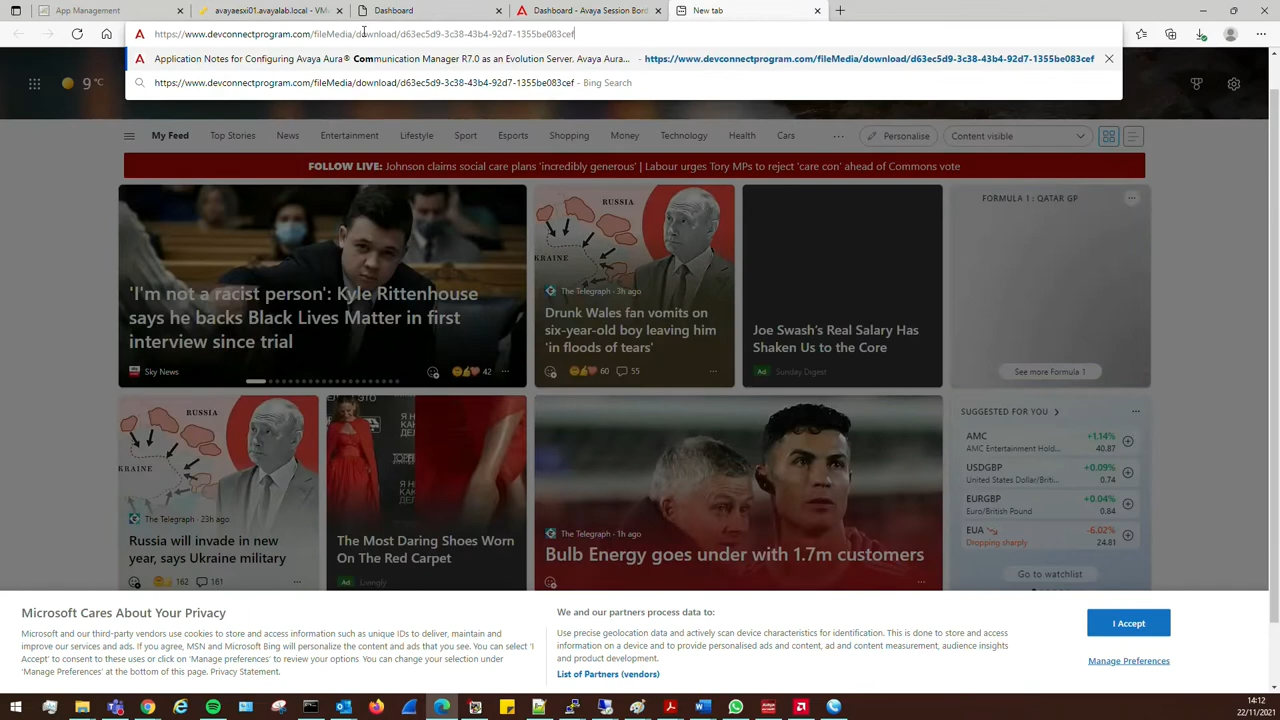 App Management
avayaesxi01.avayalab.local - VM
Dashboard
Dashboard - Avaya Session Bord
New tab
https://www.devconnectprogram.com/fileMedia/download/d63ec5d9-3c38-43b4-92d7-1355be083cef
Application Notes for Configuring Avaya Aura® Communication Manager R7.0 as an Evolution Server, Avaya Aura... - https://www.devconnectprogram.com/fileMedia/download/d63ec5d9-3c38-43b4-92d7-1355be083cef
https://www.devconnectprogram.com/fileMedia/download/d63ec5d9-3c38-43b4-92d7-1355be083cef - Bing Search
9 °C
My Feed Top Stories News Entertainment Lifestyle Sport Esports Shopping Money Technology Health Cars ... Personalise Content visible
FOLLOW LIVE: Johnson claims social care plans 'incredibly generous' | Labour urges Tory MPs to reject 'care con' ahead of Commons vote
'I'm not a racist person': Kyle Rittenhouse
says he backs Black Lives Matter in first
interview since trial
Sky News
42
RUSSIA
KRAINE
The Telegraph · 3h ago
Drunk Wales fan vomits on
six-year-old boy leaving him
'in floods of tears'
60 55
Joe Swash's Real Salary Has
Shaken Us to the Core
Ad Sunday Digest
FORMULA 1 : QATAR GP
See more Formula 1
RUSSIA
UKRAINE
The Telegraph · 23h ago
Russia will invade in new
year, says Ukraine military
162 161
The Most Daring Shoes Worn
On The Red Carpet
Ad Livingly
The Telegraph · 1h ago
Bulb Energy goes under with 1.7m customers
SUGGESTED FOR YOU
AMC +1.14%
AMC Entertainment Hold... 40.87
USDGBP +0.09%
United States Dollar/Briti... 0.74
EURGBP +0.04%
Euro/British Pound 0.84
EUA -6.02%
Dropping sharply 24.81
Go to watchlist
Microsoft Cares About Your Privacy
Microsoft and our third-party vendors use cookies to store and access information such as unique IDs to deliver, maintain and
improve our services and ads. If you agree, MSN and Microsoft Bing will personalize the content and ads that you see. You can select 'I
Accept' to consent to these uses or click on 'Manage preferences' to review your options. You can change your selection under
'Manage Preferences' at the bottom of this page. Privacy Statement.
We and our partners process data to:
Use precise geolocation data and actively scan device characteristics for identification. This is done to store and access
information on a device and to provide personalised ads and content, ad and content measurement, audience insights
and product development.
List of Partners (vendors)
I Accept
Manage Preferences
14:12
22/11/2021